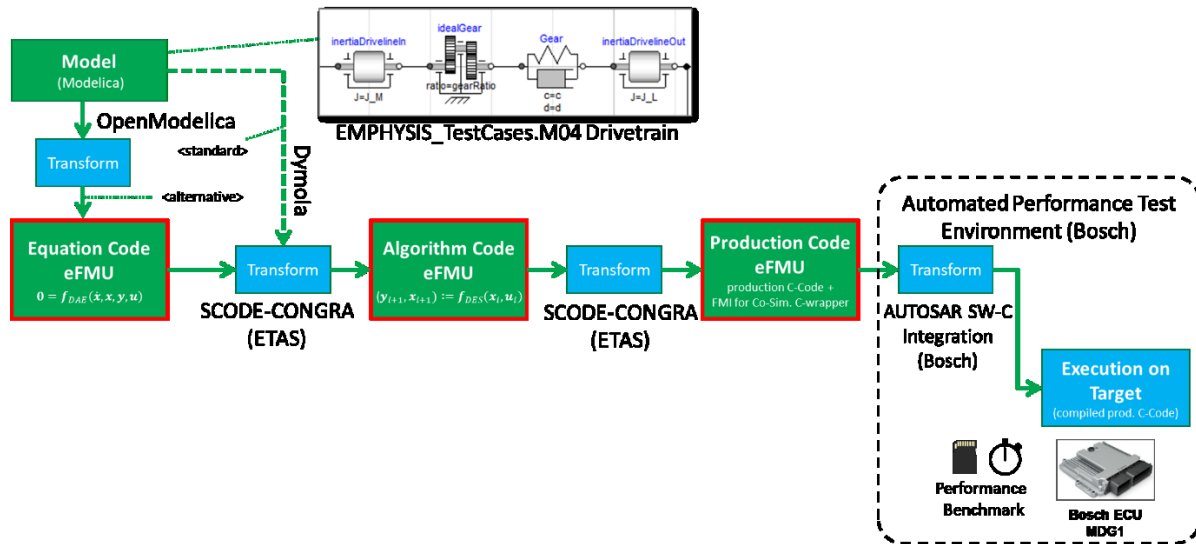 Model
(Modelica)
inertiaDrivelineIn
idealGear
Gear
inertiaDrivelineOut
J=J_M
ratio=gearRatio
c=c
d=d
J=J_L
EMPHYSIS_TestCases.M04 Drivetrain
OpenModelica
<standard>
Transform
<alternative>
Dymola
Equation Code
eFMU
0 = f_DAE(ẋ, x, y, u)
Transform
SCODE-CONGRA
(ETAS)
Algorithm Code
eFMU
(y_{i+1}, x_{i+1}) := f_DES(x_i, u_i)
Transform
SCODE-CONGRA
(ETAS)
Production Code
eFMU
production C-Code +
FMI for Co-Sim. C-wrapper
Automated Performance Test
Environment (Bosch)
Transform
AUTOSAR SW-C
Integration
(Bosch)
Execution on
Target
(compiled prod. C-Code)
Performance
Benchmark
Bosch ECU
MDG1